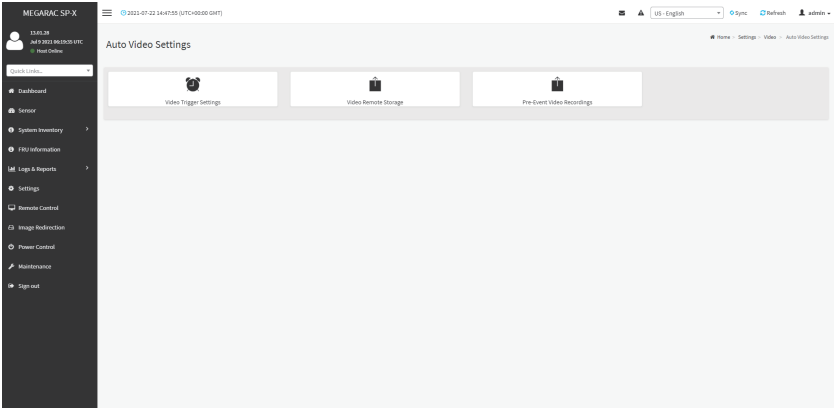 MEGARAC SP-X
2021-07-22 14:47:55 (UTC+00:00 GMT)
US - English
Sync
Refresh
admin
13.01.28
Jul 9 2021 06:19:35 UTC
Host Online
Quick Links...
Dashboard
Sensor
System Inventory
FRU Information
Logs & Reports
Settings
Remote Control
Image Redirection
Power Control
Maintenance
Sign out
Auto Video Settings
Home > Settings > Video > Auto Video Settings
Video Trigger Settings
Video Remote Storage
Pre-Event Video Recordings